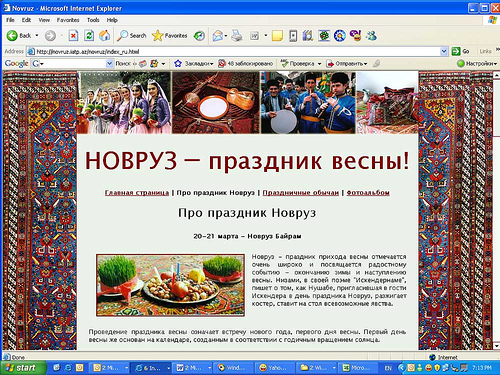 Novruz - Microsoft Internet Explorer
File Edit View Favorites Tools Help
Back Search Favorites
Address http://novruz.iatp.az/novruz/index_ru.html Go Links
Google Поиск Закладки 48 заблокировано Проверка Отправить Настройки
НОВРУЗ — праздник весны!
Главная страница | Про праздник Новруз | Праздничные обычаи | Фотоальбом
Про праздник Новруз
20-21 марта - Новруз Байрам
Новруз - праздник прихода весны отмечается
очень широко и посвящается радостному
событию - окончанию зимы и наступлению
весны. Низами, в своей поэме "Искендернаме",
пишет о том, как Нушабе, пригласившая в гости
Искендера в день праздника Новруз, разжигает
костер, ставит на стол всевозможные яства.
Проведение праздника весны означает встречу нового года, первого дня весны. Первый день
весны же основан на календаре, созданным в соответствии с годичным вращением солнца.
Done Internet
start 2 Mi... 6 In... 2 Mi... Wind... Yaho... 2 Wi... Micro... EN 7:13 PM